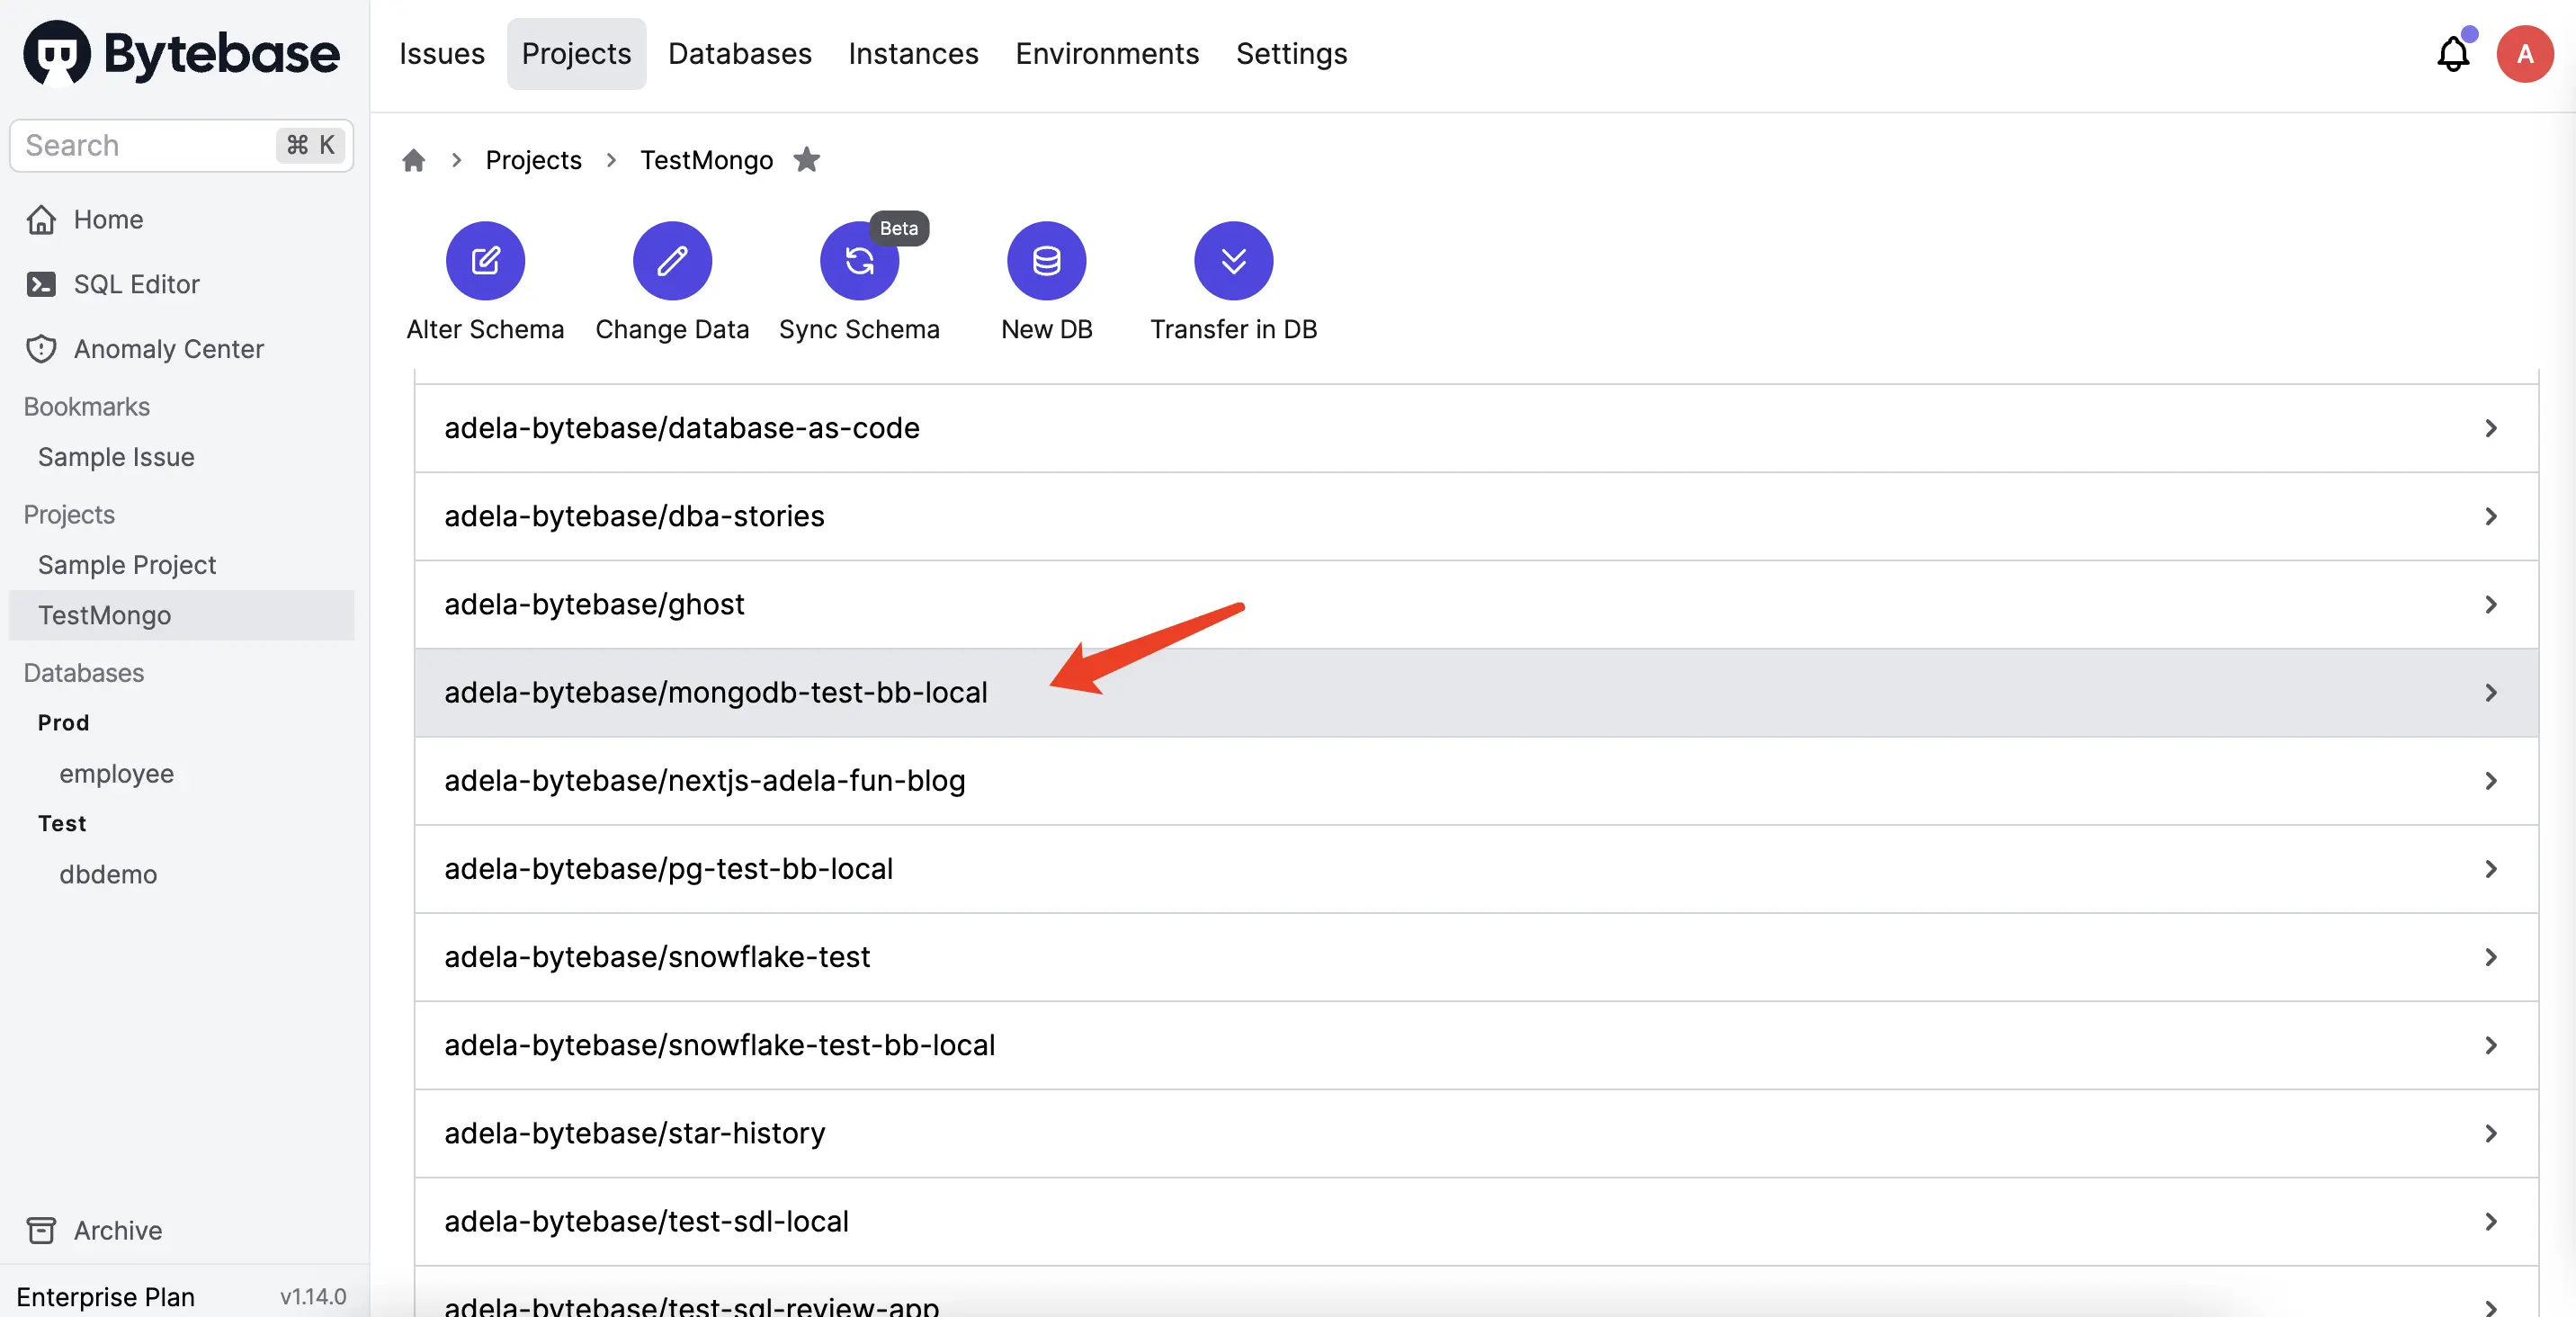 Bytebase
Search ⌘ K
Home
SQL Editor
Anomaly Center
Bookmarks
Sample Issue
Projects
Sample Project
TestMongo
Databases
Prod
employee
Test
dbdemo
Archive
Enterprise Plan v1.14.0
Issues Projects Databases Instances Environments Settings
A
Projects > TestMongo
Beta
Alter Schema Change Data Sync Schema New DB Transfer in DB
adela-bytebase/database-as-code
adela-bytebase/dba-stories
adela-bytebase/ghost
adela-bytebase/mongodb-test-bb-local
adela-bytebase/nextjs-adela-fun-blog
adela-bytebase/pg-test-bb-local
adela-bytebase/snowflake-test
adela-bytebase/snowflake-test-bb-local
adela-bytebase/star-history
adela-bytebase/test-sdl-local
adela-bytebase/test-sql-review-app